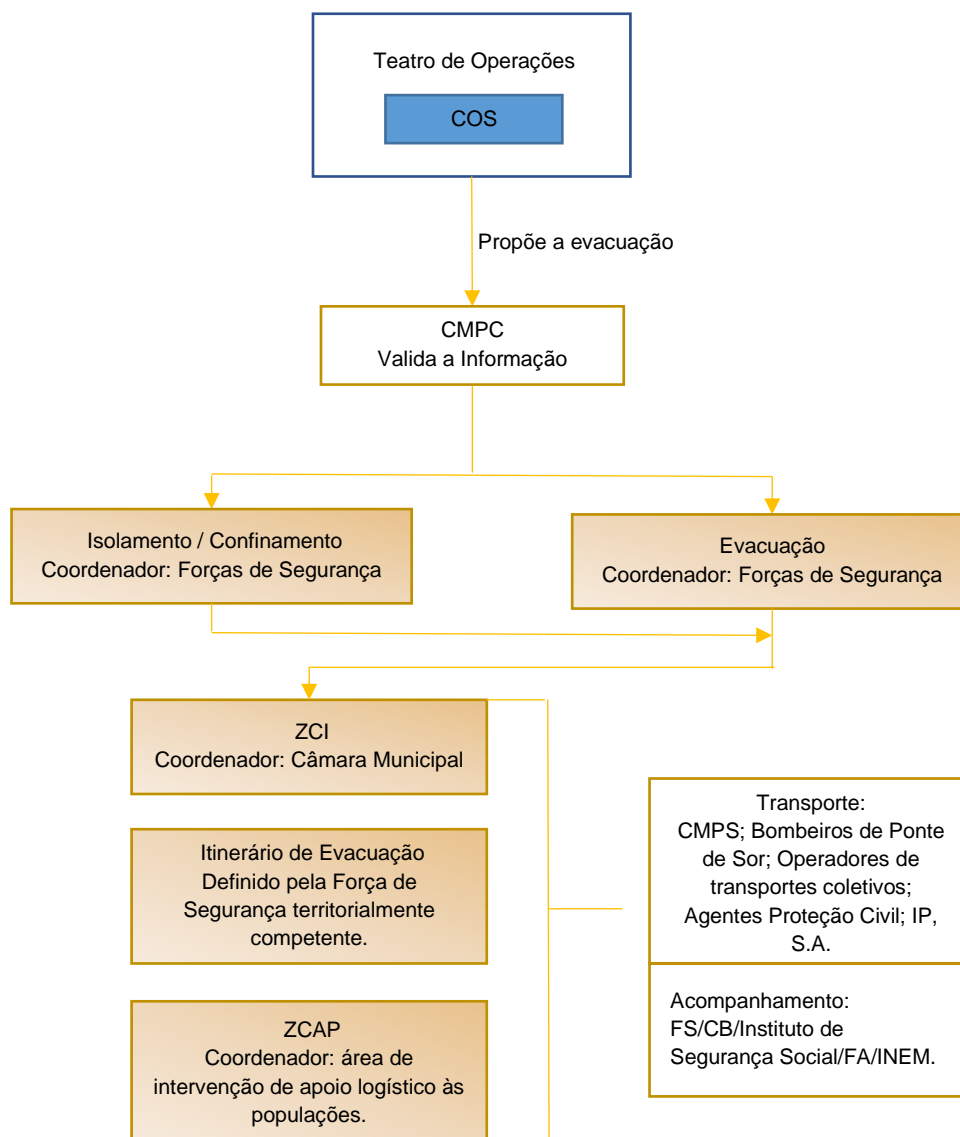 Teatro de Operações
COS
Propõe a evacuação
CMPC
Valida a Informação
Isolamento / Confinamento
Coordenador: Forças de Segurança
Evacuação
Coordenador: Forças de Segurança
ZCI
Coordenador: Câmara Municipal
Itinerário de Evacuação
Definido pela Força de
Segurança territorialmente
competente.
ZCAP
Coordenador: área de
intervenção de apoio logístico às
populações.
Transporte:
CMPS; Bombeiros de Ponte
de Sor; Operadores de
transportes coletivos;
Agentes Proteção Civil; IP,
S.A.
Acompanhamento:
FS/CB/Instituto de
Segurança Social/FA/INEM.